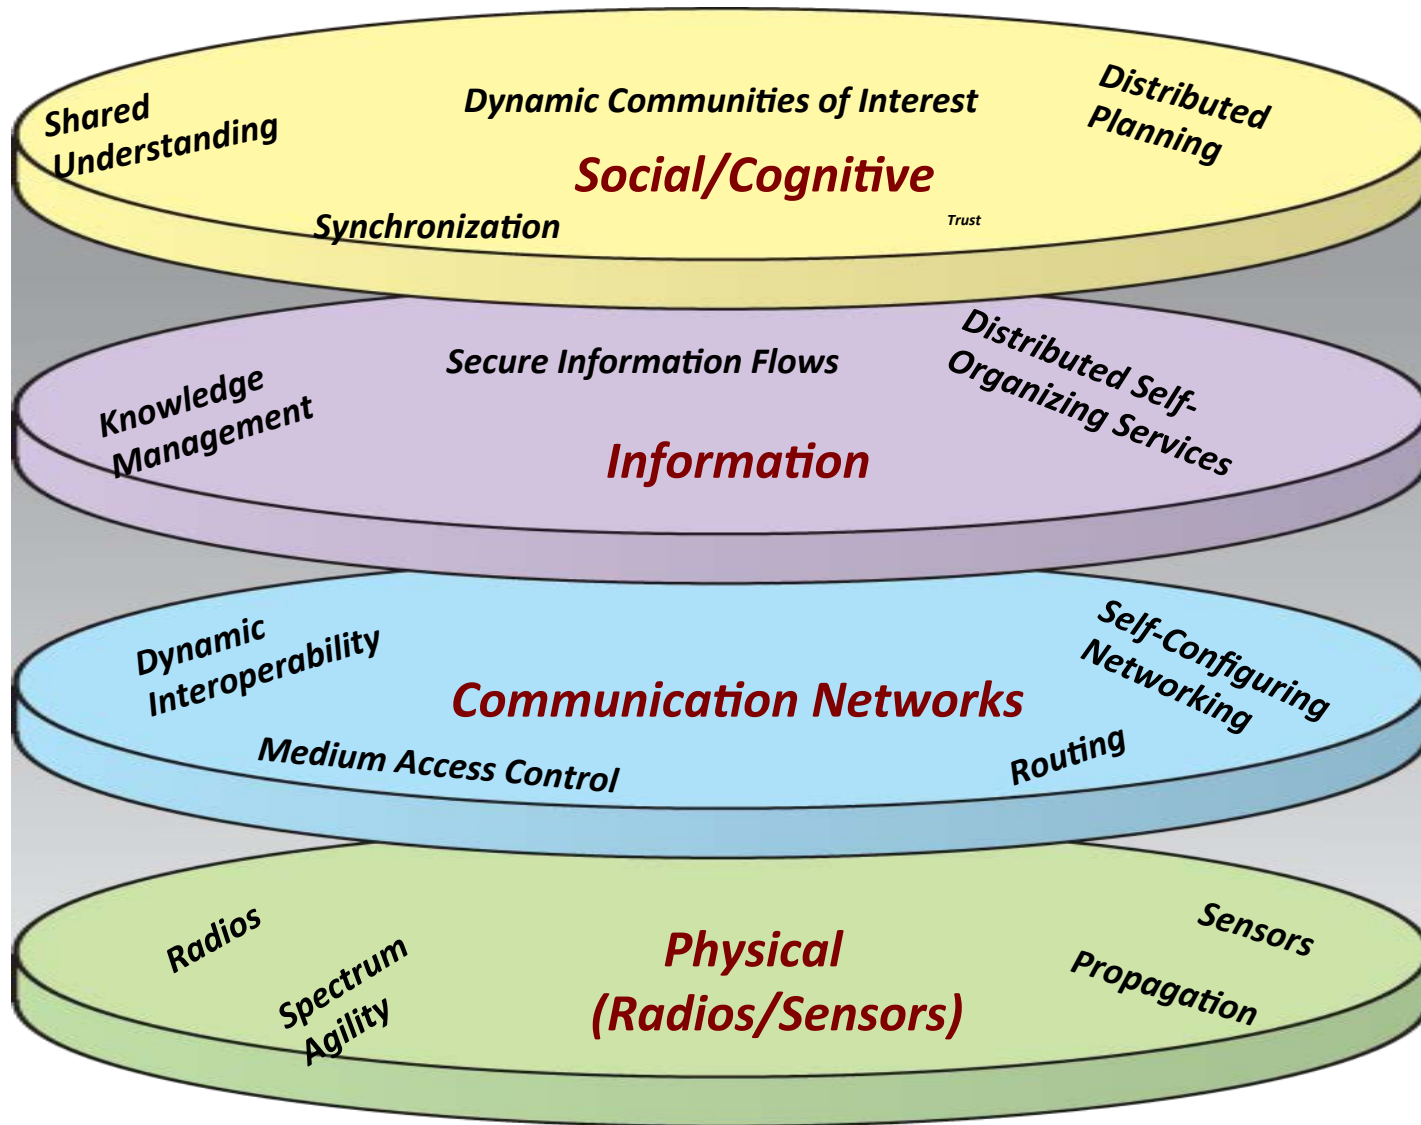 Shared
Understanding
Dynamic Communities of Interest
Distributed
Planning
Social/Cognitive
Synchronization
Trust
Knowledge
Management
Secure Information Flows
Distributed Self-
Organizing Services
Information
Dynamic
Interoperability
Self-Configuring
Networking
Communication Networks
Medium Access Control
Routing
Radios
Spectrum
Agility
Physical
(Radios/Sensors)
Sensors
Propagation